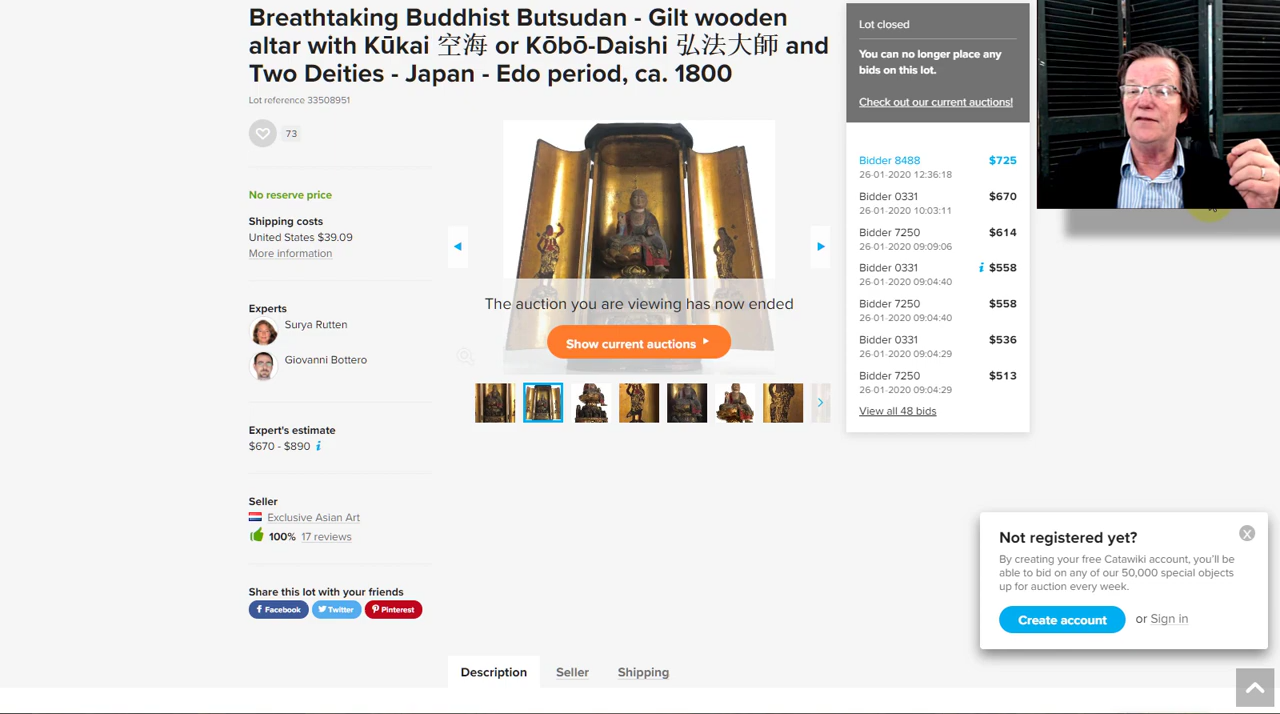 Breathtaking Buddhist Butsudan - Gilt wooden
altar with Kūkai 空海 or Kōbō-Daishi 弘法大師 and
Two Deities - Japan - Edo period, ca. 1800
Lot reference 33508951
73
No reserve price
Shipping costs
United States $39.09
More information
Experts
Surya Rutten
Giovanni Bottero
Expert's estimate
$670 - $890 i
Seller
Exclusive Asian Art
100% 17 reviews
Share this lot with your friends
Facebook Twitter Pinterest
The auction you are viewing has now ended
Show current auctions
Lot closed
You can no longer place any
bids on this lot.
Check out our current auctions!
Bidder 8488 $725
26-01-2020 12:36:18
Bidder 0331 $670
26-01-2020 10:03:11
Bidder 7250 $614
26-01-2020 09:09:06
Bidder 0331 i $558
26-01-2020 09:04:40
Bidder 7250 $558
26-01-2020 09:04:40
Bidder 0331 $536
26-01-2020 09:04:29
Bidder 7250 $513
26-01-2020 09:04:29
View all 48 bids
Not registered yet?
X
By creating your free Catawiki account, you'll be
able to bid on any of our 50,000 special objects
up for auction every week.
Create account or Sign in
Description Seller Shipping